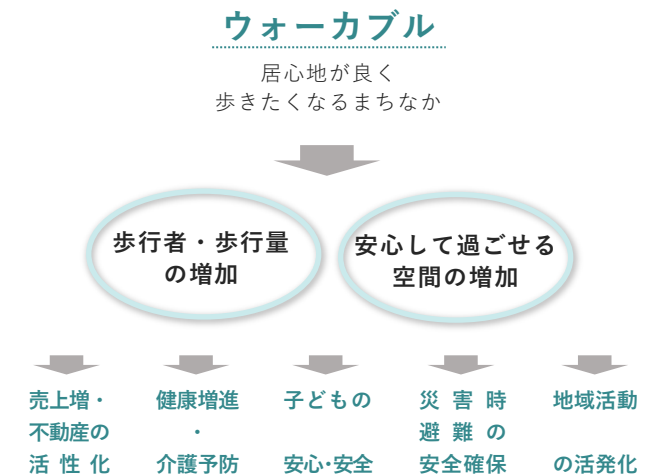 ウォーカブル
居心地が良く
歩きたくなるまちなか
歩行者・歩行量
の増加
安心して過ごせる
空間の増加
売上増・
不動産の
活性化
健康増進
・
介護予防
子どもの
安心・安全
災害時
避難の
安全確保
地域活動
の活発化